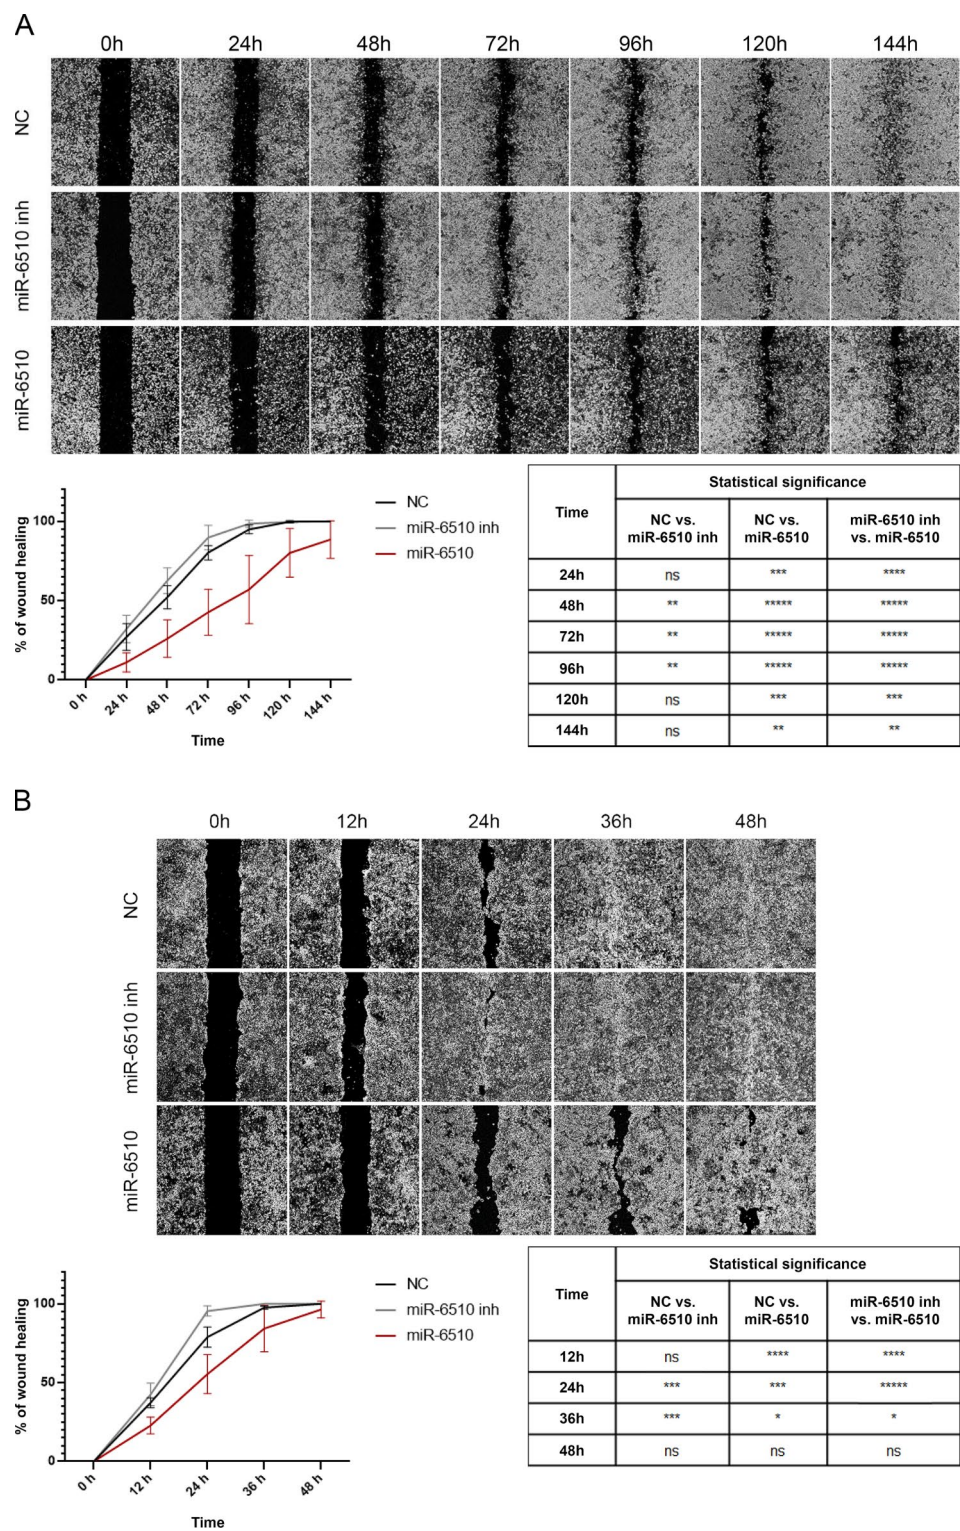 A
0h 24h 48h 72h 96h 120h 144h
NC
miR-6510 inh
miR-6510
% of wound healing
100
50
0
0 h 24 h 48 h 72 h 96 h 120 h 144 h
Time
NC
miR-6510 inh
miR-6510
Time Statistical significance
NC vs. miR-6510 inh NC vs. miR-6510 miR-6510 inh vs. miR-6510
24h ns *** ****
48h ** ***** *****
72h ** ***** *****
96h ** ***** *****
120h ns *** ***
144h ns ** **
B
0h 12h 24h 36h 48h
NC
miR-6510 inh
miR-6510
% of wound healing
100
50
0
0 h 12 h 24 h 36 h 48 h
Time
NC
miR-6510 inh
miR-6510
Time Statistical significance
NC vs. miR-6510 inh NC vs. miR-6510 miR-6510 inh vs. miR-6510
12h ns **** ****
24h *** *** *****
36h *** * *
48h ns ns ns